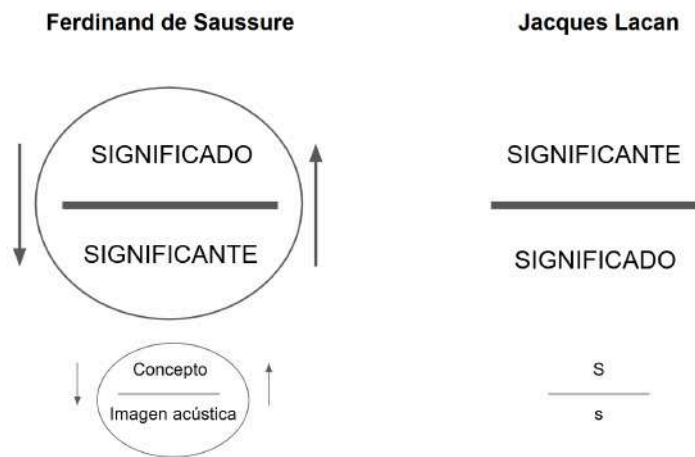 Ferdinand de Saussure
Jacques Lacan
SIGNIFICADO
SIGNIFICANTE
SIGNIFICANTE
SIGNIFICADO
Concepto
Imagen acústica
S
s